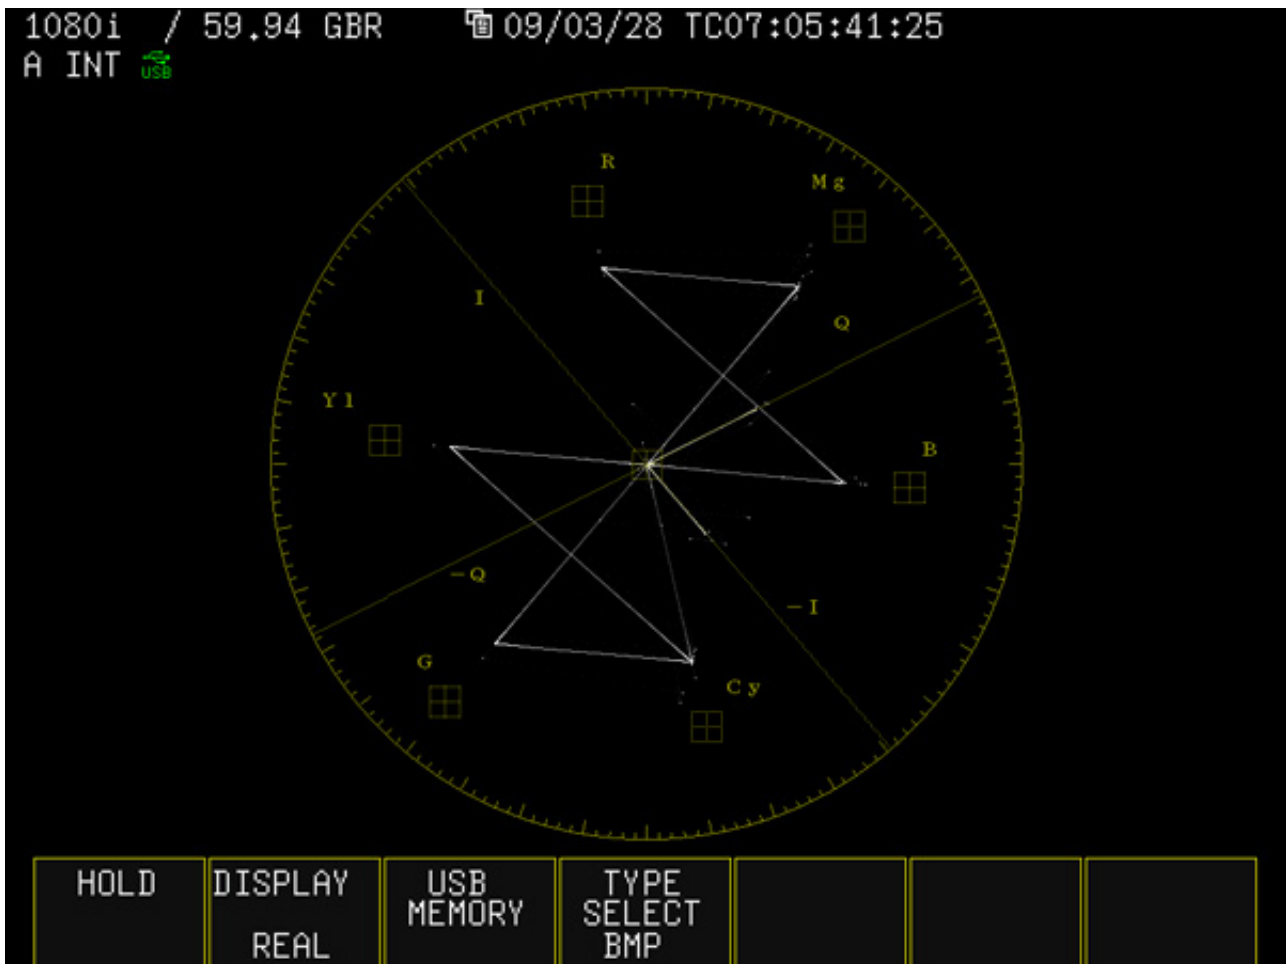 1080i / 59.94 GBR 09/03/28 TC07:05:41:25
A INT USB
R
Mg
I
Q
Yl
B
-Q
-I
G
Cy
HOLD
DISPLAY
REAL
USB
MEMORY
TYPE
SELECT
BMP